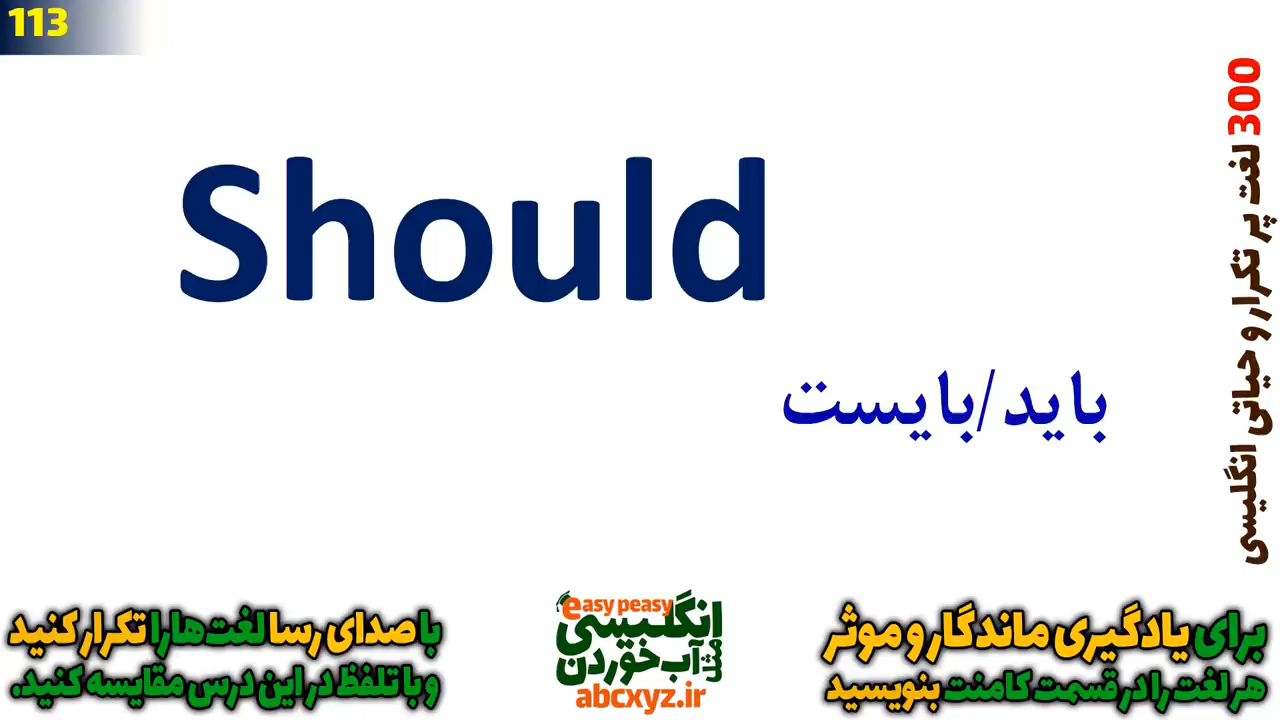 113
Should
باید/بایست
300 لغت پر تکرار و حیاتی انگلیسی
برای یادگیری ماندگار و موثر
هر لغت را در قسمت کامنت بنویسید
easy peasy
انگلیسی
مثل آب خوردن
abcxyz.ir
با صدای رسا لغت‌ها را تکرار کنید
و با تلفظ در این درس مقایسه کنید.